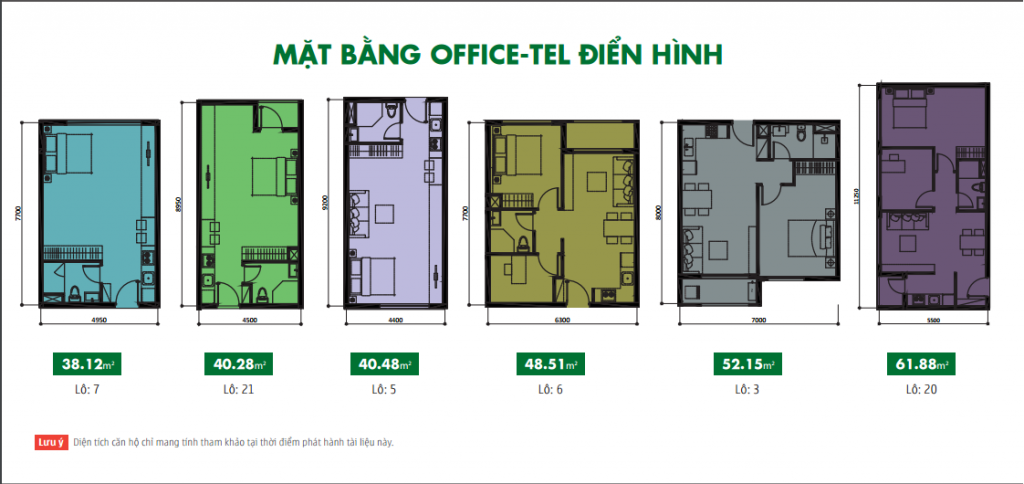 MẶT BẰNG OFFICE-TEL ĐIỂN HÌNH
7700
4950
38.12m²
Lô: 7
8950
4500
40.28m²
Lô: 21
9200
4400
40.48m²
Lô: 5
7700
6300
48.51m²
Lô: 6
8000
7000
52.15m²
Lô: 3
11250
5500
61.88m²
Lô: 20
Lưu ý Diện tích căn hộ chỉ mang tính tham khảo tại thời điểm phát hành tài liệu này.